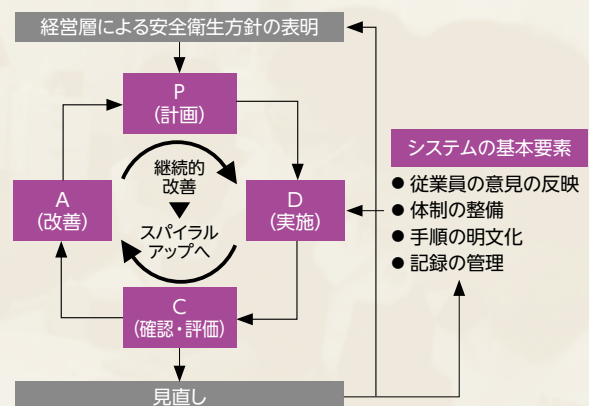 経営層による安全衛生方針の表明
P
(計画)
継続的
改善
▼
スパイラル
アップへ
A
(改善)
D
(実施)
C
(確認・評価)
見直し
システムの基本要素
● 従業員の意見の反映
● 体制の整備
● 手順の明文化
● 記録の管理